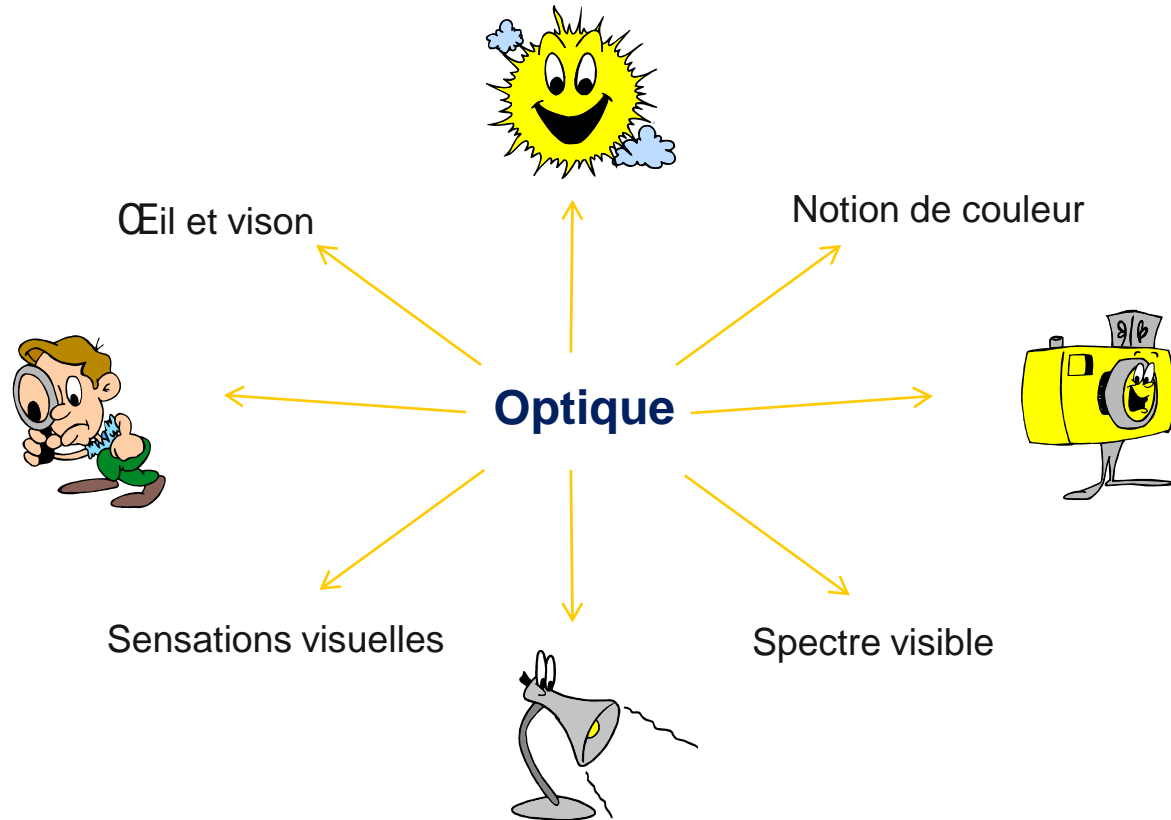 Œil et vison
Notion de couleur
Optique
Sensations visuelles
Spectre visible